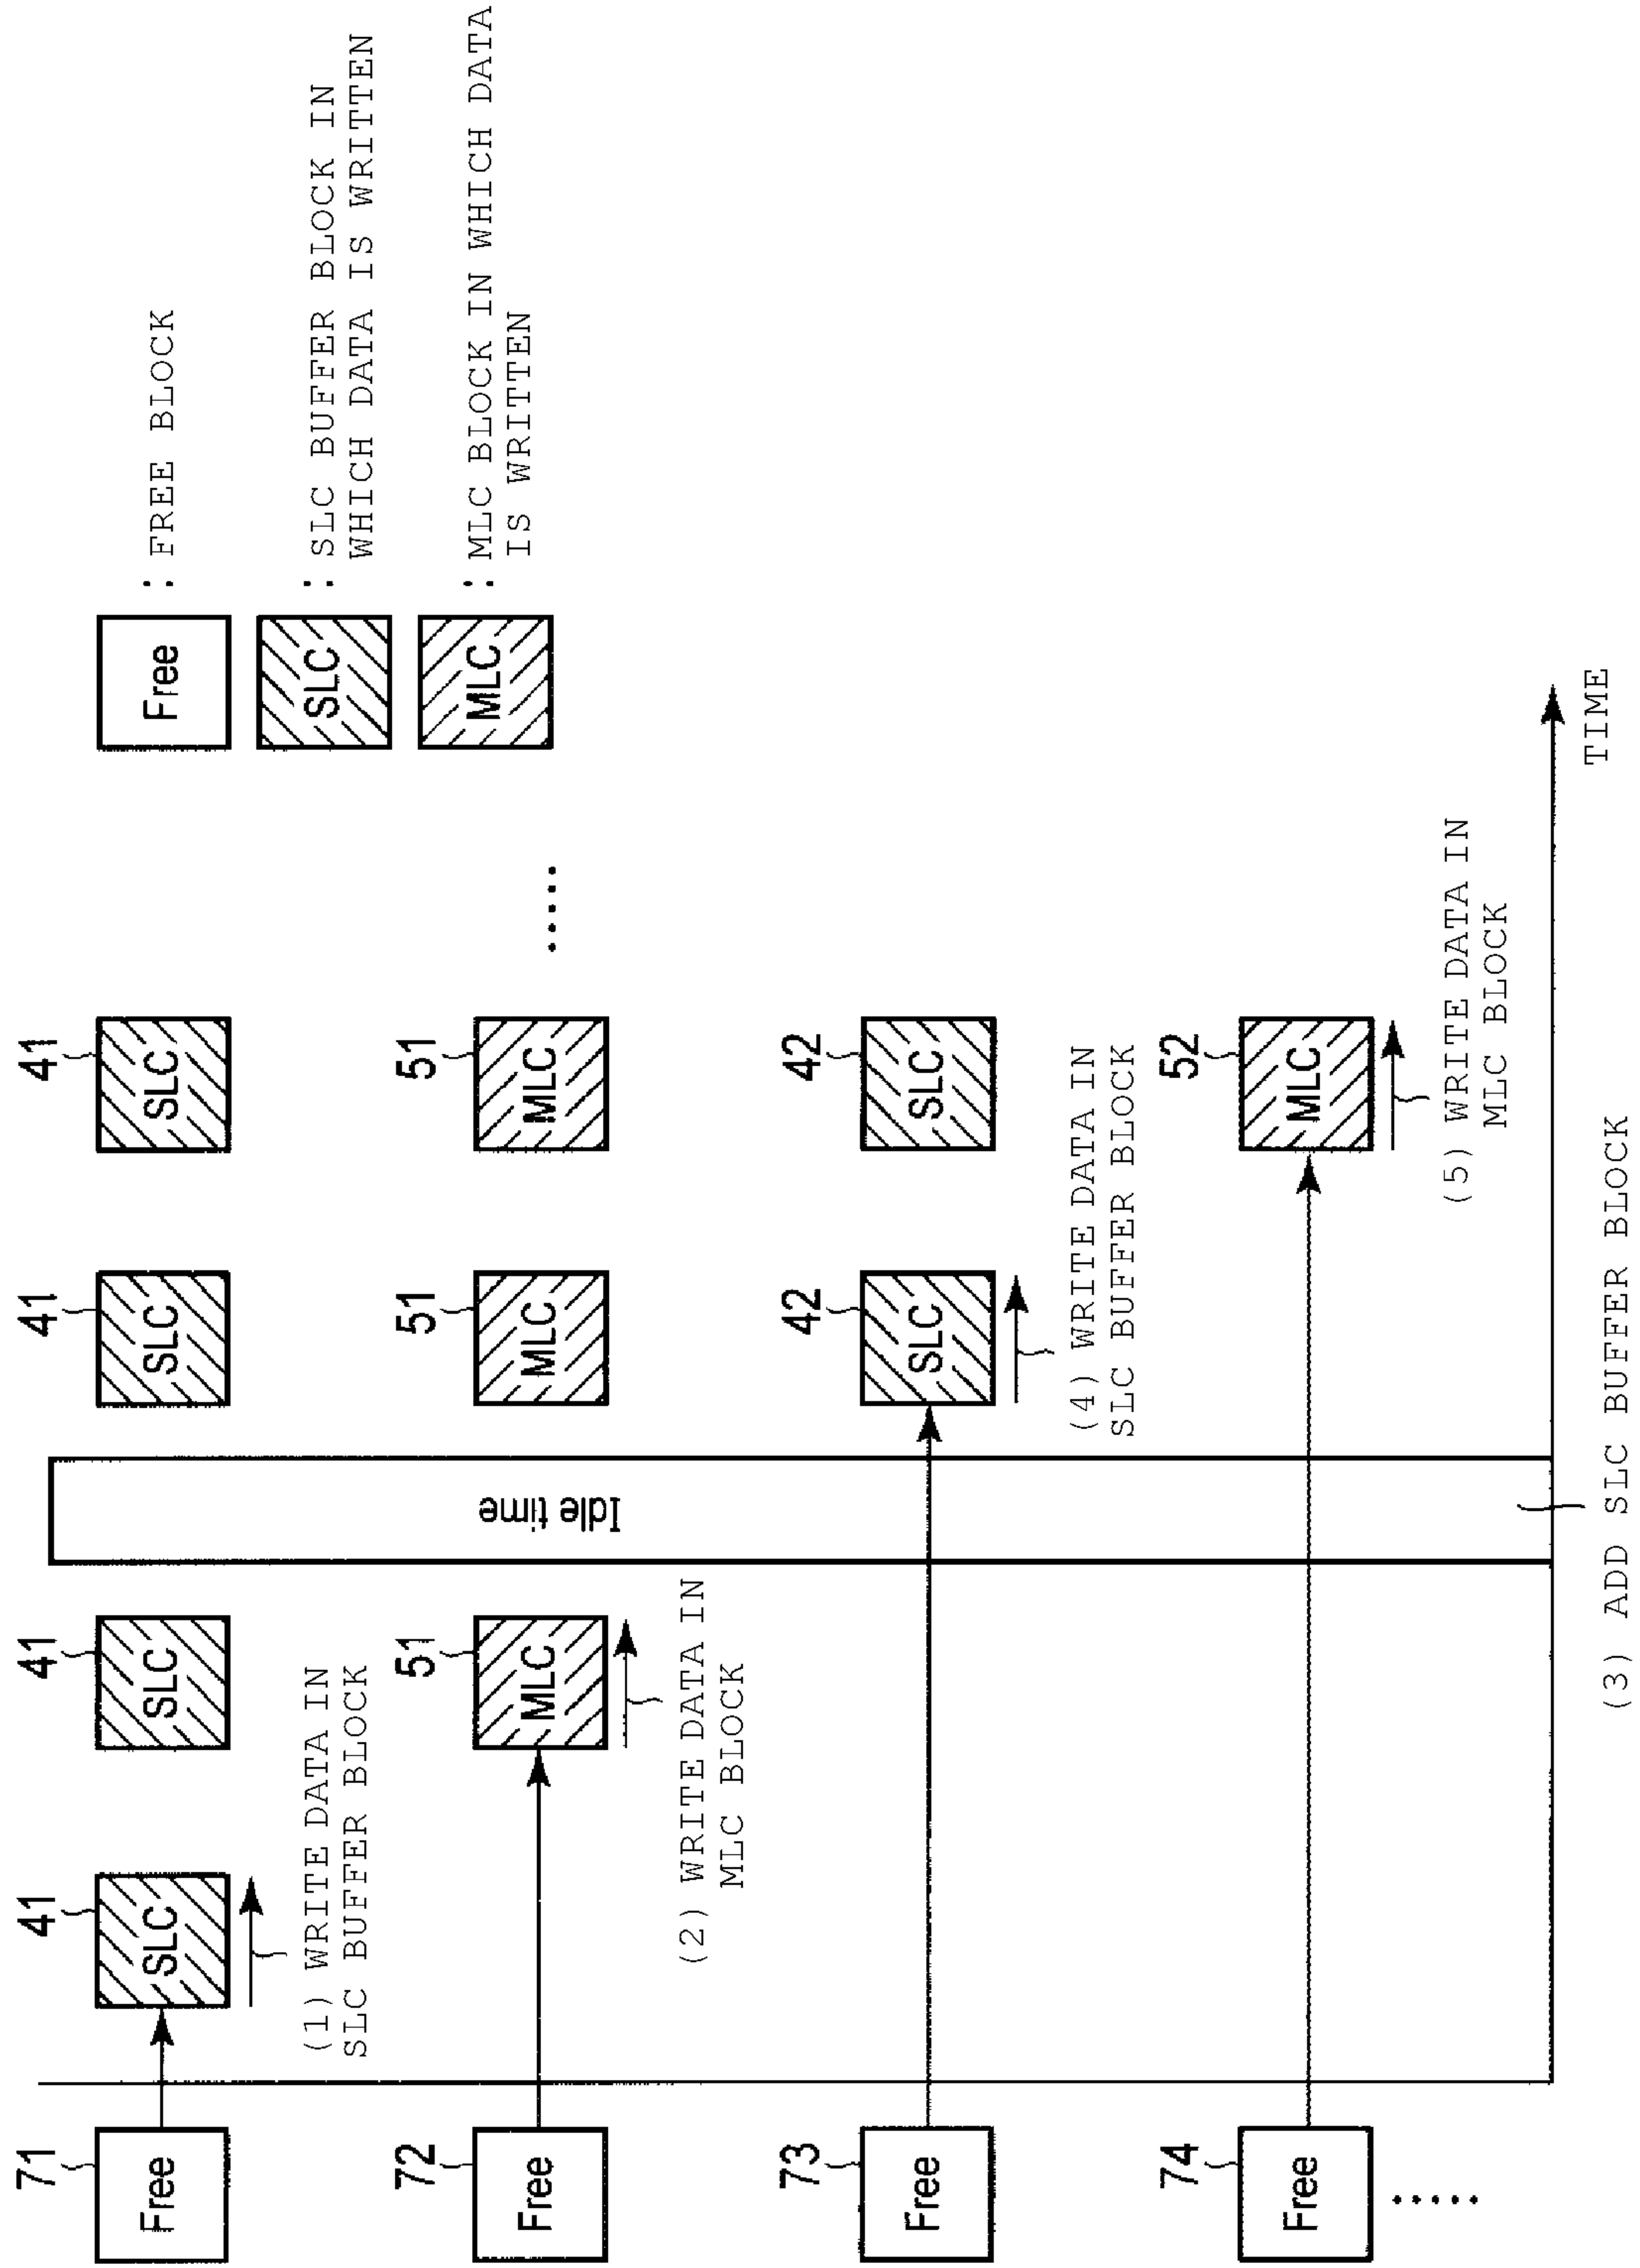 Free
: FREE BLOCK
SLC
: SLC BUFFER BLOCK IN
WHICH DATA IS WRITTEN
MLC
: MLC BLOCK IN WHICH DATA
IS WRITTEN
71
Free
41
SLC
41
SLC
41
SLC
41
SLC
(1) WRITE DATA IN
SLC BUFFER BLOCK
72
Free
51
MLC
51
MLC
51
MLC
.....
(2) WRITE DATA IN
MLC BLOCK
Idle time
73
Free
42
SLC
42
SLC
(4) WRITE DATA IN
SLC BUFFER BLOCK
74
Free
52
MLC
(5) WRITE DATA IN
MLC BLOCK
.....
TIME
(3) ADD SLC BUFFER BLOCK